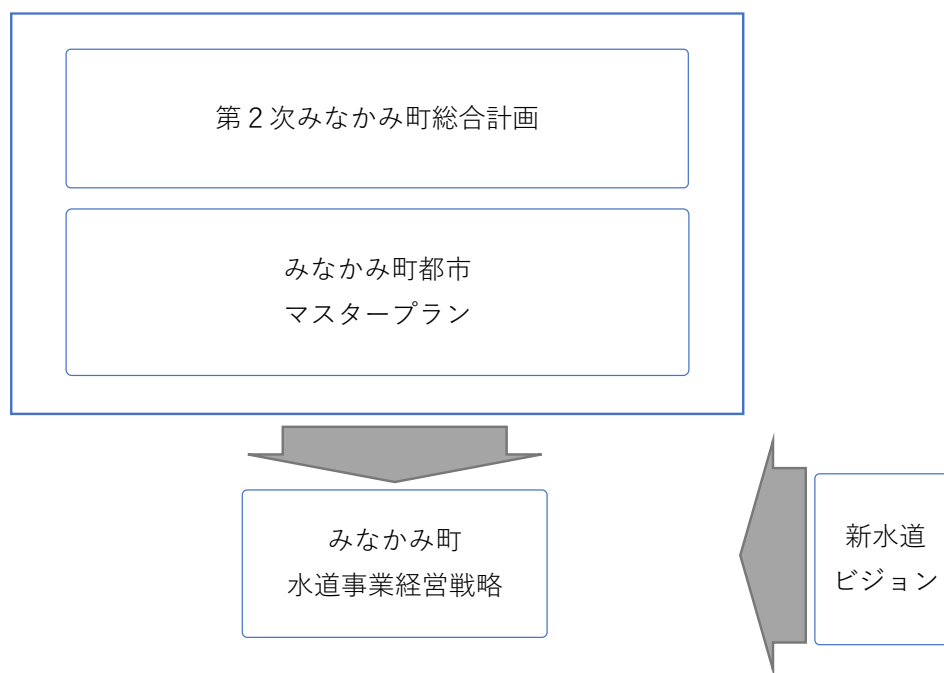 第２次みなかみ町総合計画
みなかみ町都市
マスタープラン
みなかみ町
水道事業経営戦略
新水道
ビジョン